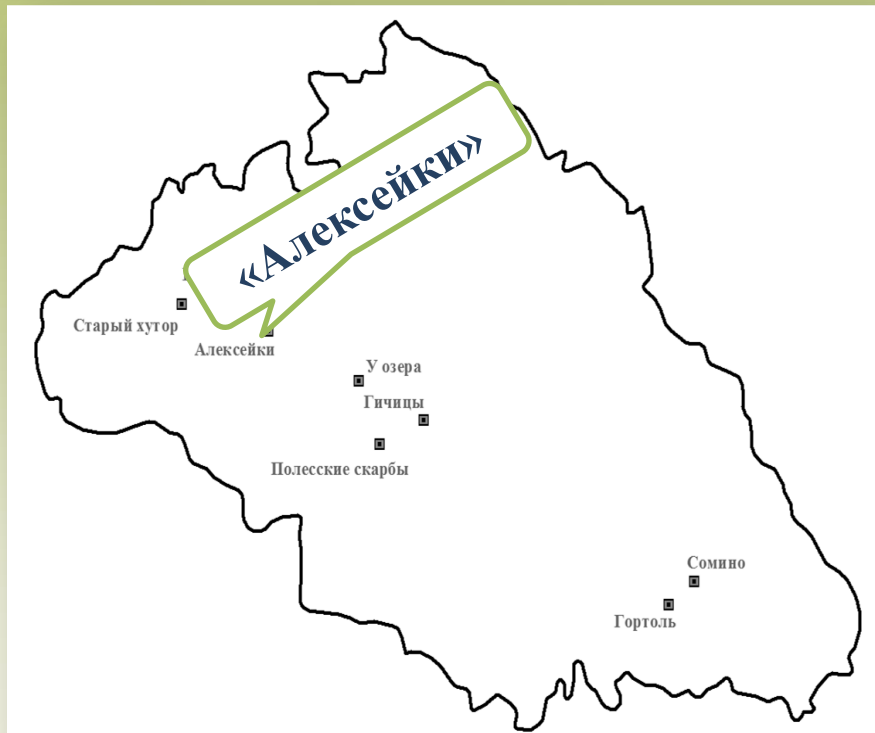 «Алексейки»
Старый хутор
Алексейки
У озера
Гичицы
Полесские скарбы
Сомино
Гортоль